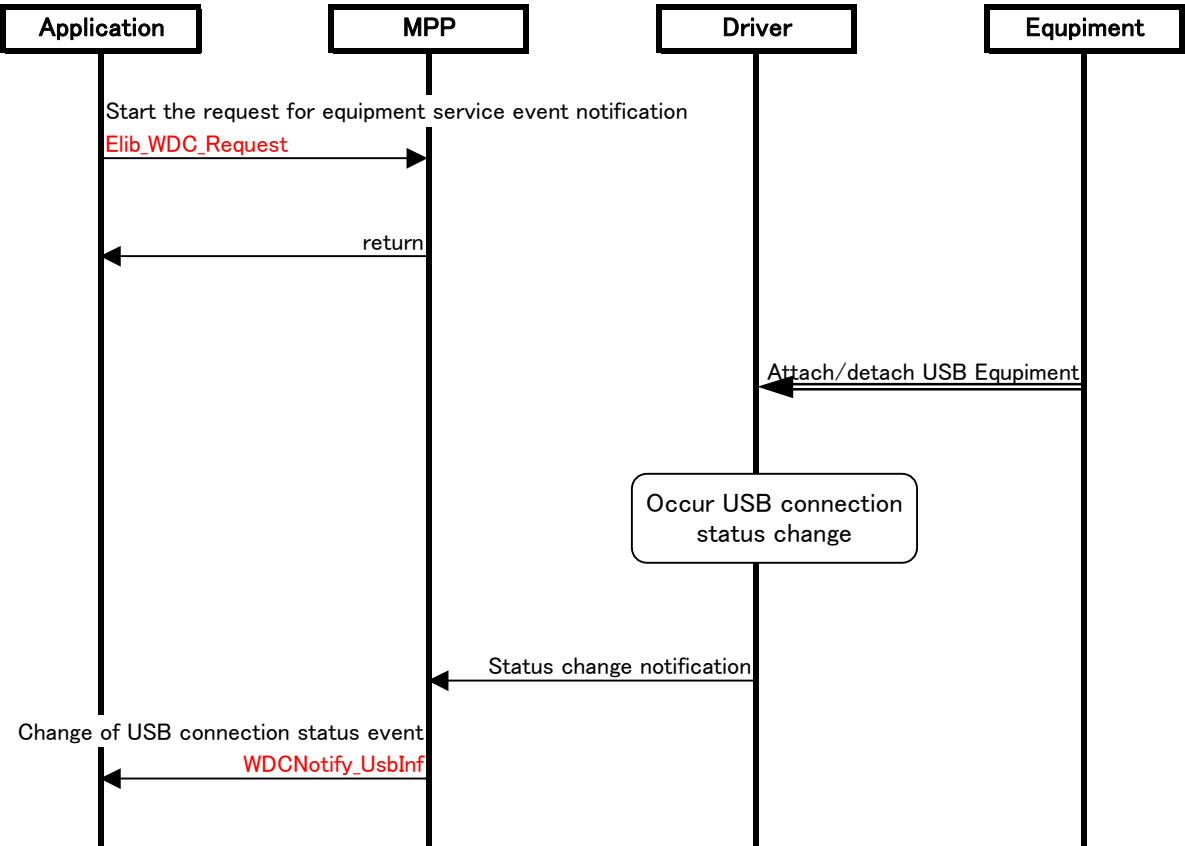 Application
MPP
Driver
Equpiment
Start the request for equipment service event notification
Elib_WDC_Request
return
Attach/detach USB Equpiment
Occur USB connection
status change
Status change notification
Change of USB connection status event
WDCNotify_UsbInf